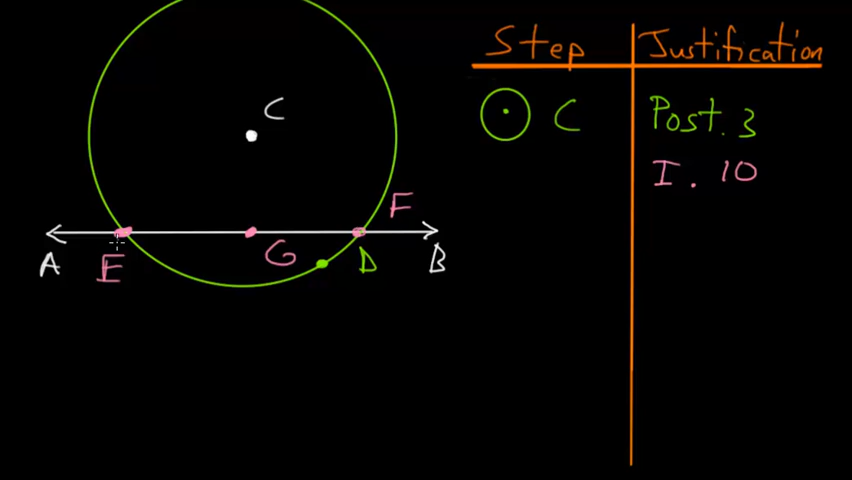 Step Justification
C Post. 3
I. 10
C
F
A E G D B